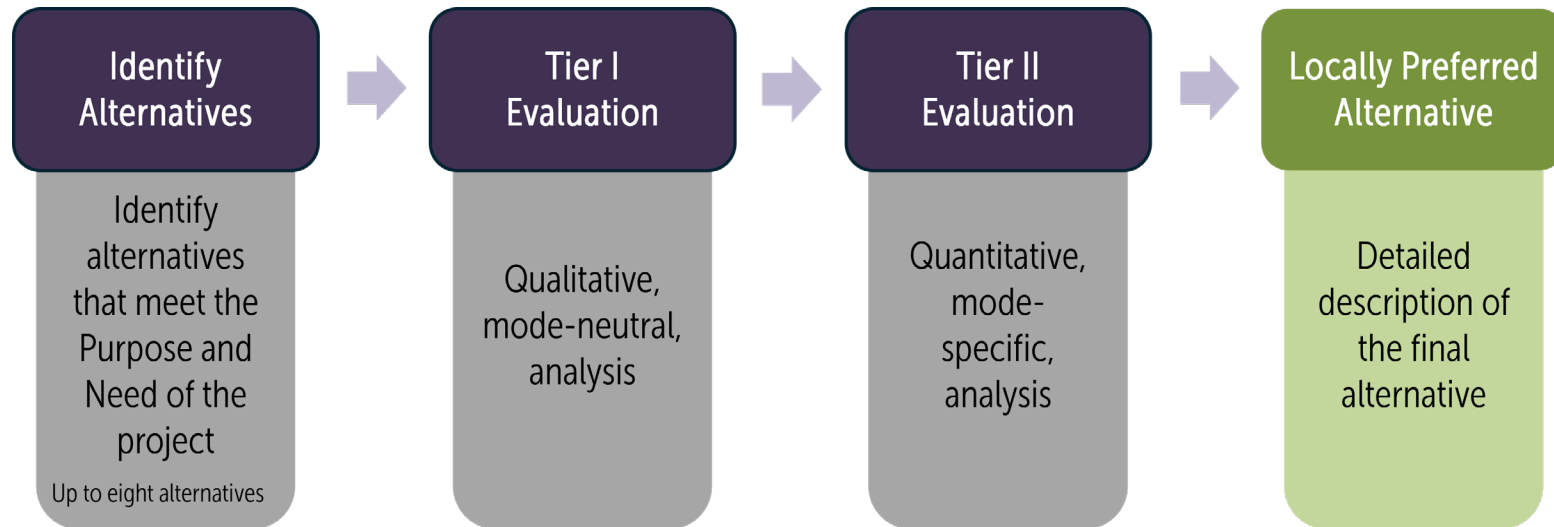 Identify
Alternatives
Identify
alternatives
that meet the
Purpose and
Need of the
project
Up to eight alternatives
Tier I
Evaluation
Qualitative,
mode-neutral,
analysis
Tier II
Evaluation
Quantitative,
mode-
specific,
analysis
Locally Preferred
Alternative
Detailed
description of
the final
alternative